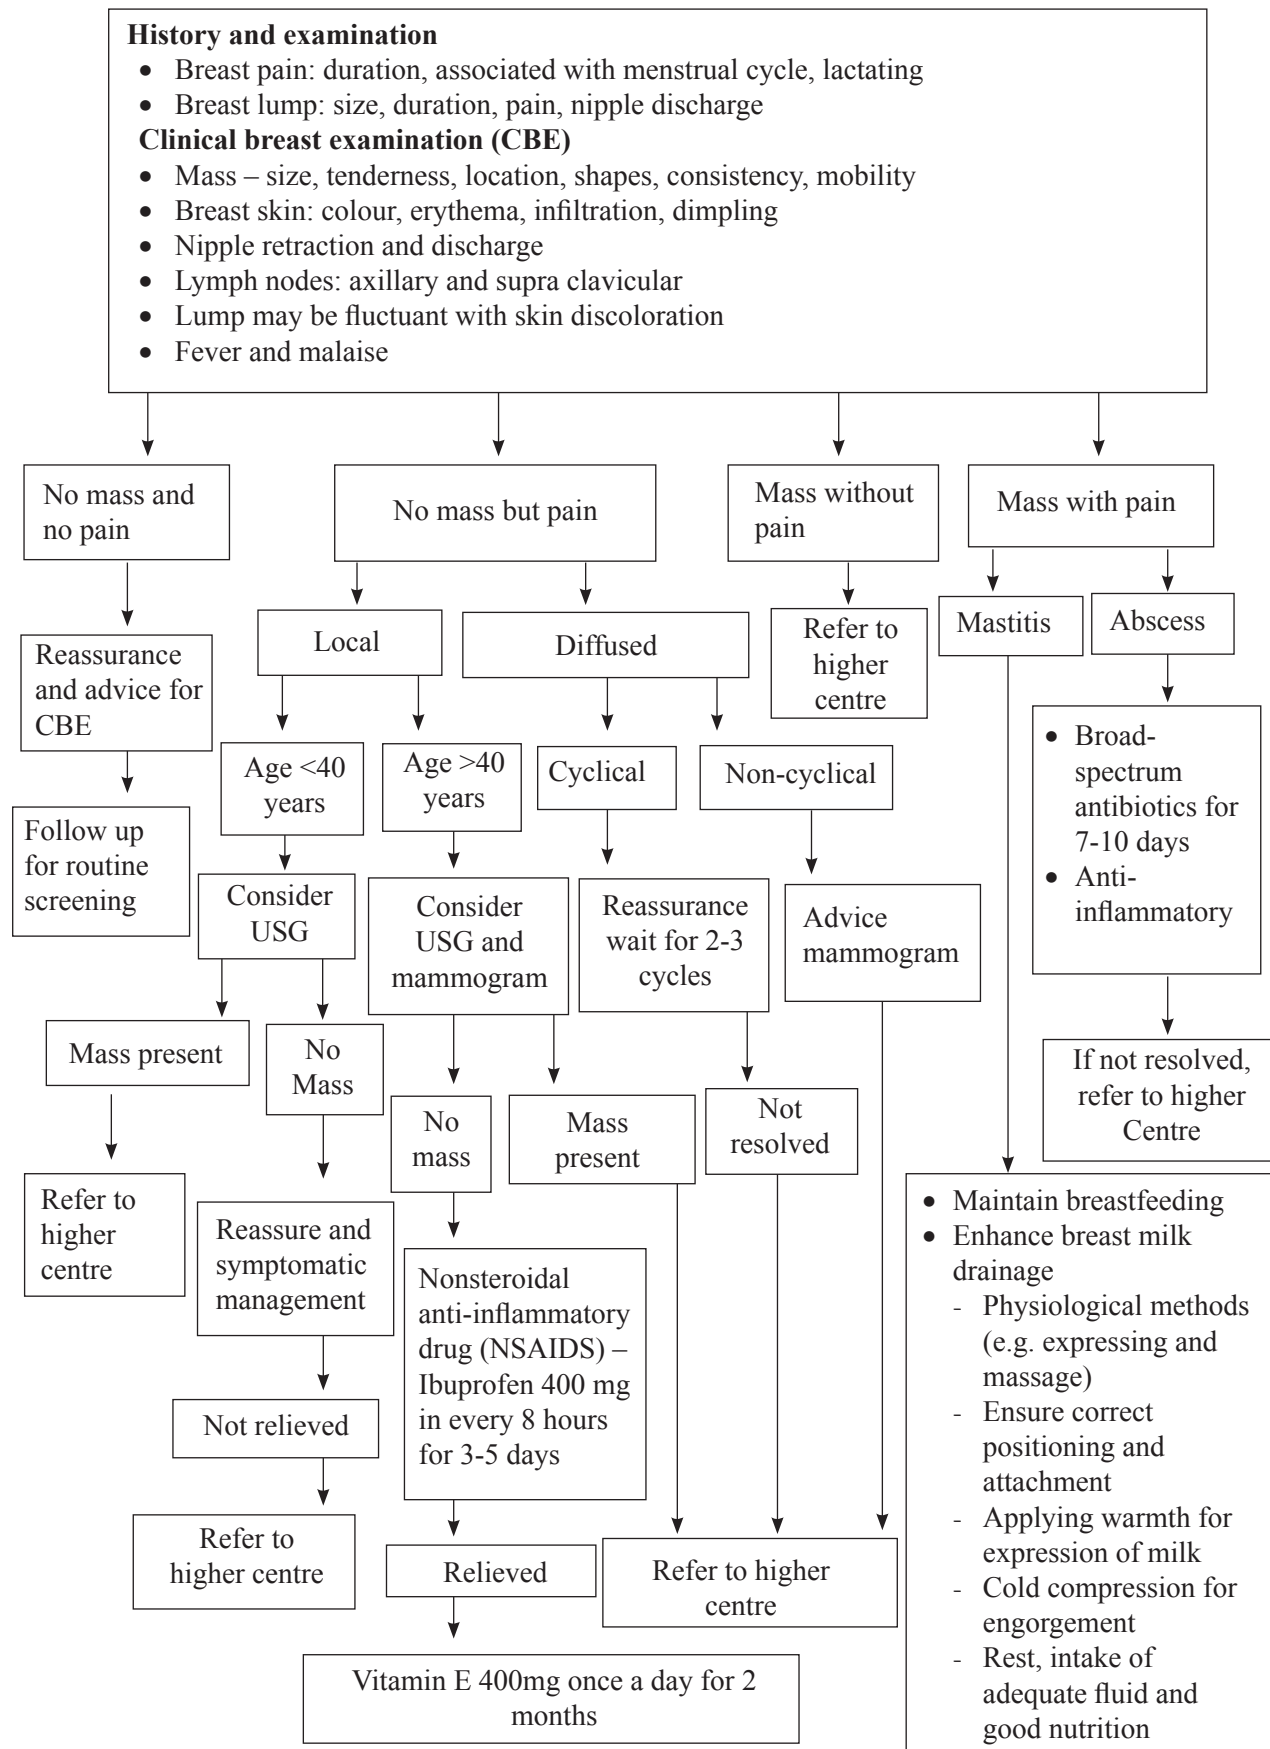 History and examination
• Breast pain: duration, associated with menstrual cycle, lactating
• Breast lump: size, duration, pain, nipple discharge
Clinical breast examination (CBE)
• Mass – size, tenderness, location, shapes, consistency, mobility
• Breast skin: colour, erythema, infiltration, dimpling
• Nipple retraction and discharge
• Lymph nodes: axillary and supra clavicular
• Lump may be fluctuant with skin discoloration
• Fever and malaise
No mass and
no pain
No mass but pain
Mass without
pain
Mass with pain
Reassurance
and advice for
CBE
Follow up
for routine
screening
Local
Diffused
Refer to
higher
centre
Mastitis
Abscess
Age <40
years
Age >40
years
Cyclical
Non-cyclical
Consider
USG
Consider
USG and
mammogram
Reassurance
wait for 2-3
cycles
Advice
mammogram
• Broad-
spectrum
antibiotics for
7-10 days
• Anti-
inflammatory
Mass present
No
Mass
No
mass
Mass
present
Not
resolved
If not resolved,
refer to higher
Centre
Refer to
higher
centre
Reassure and
symptomatic
management
Nonsteroidal
anti-inflammatory
drug (NSAIDS) –
Ibuprofen 400 mg
in every 8 hours
for 3-5 days
Not relieved
Refer to
higher centre
Relieved
Refer to higher
centre
Vitamin E 400mg once a day for 2
months
• Maintain breastfeeding
• Enhance breast milk
drainage
- Physiological methods
(e.g. expressing and
massage)
- Ensure correct
positioning and
attachment
- Applying warmth for
expression of milk
- Cold compression for
engorgement
- Rest, intake of
adequate fluid and
good nutrition